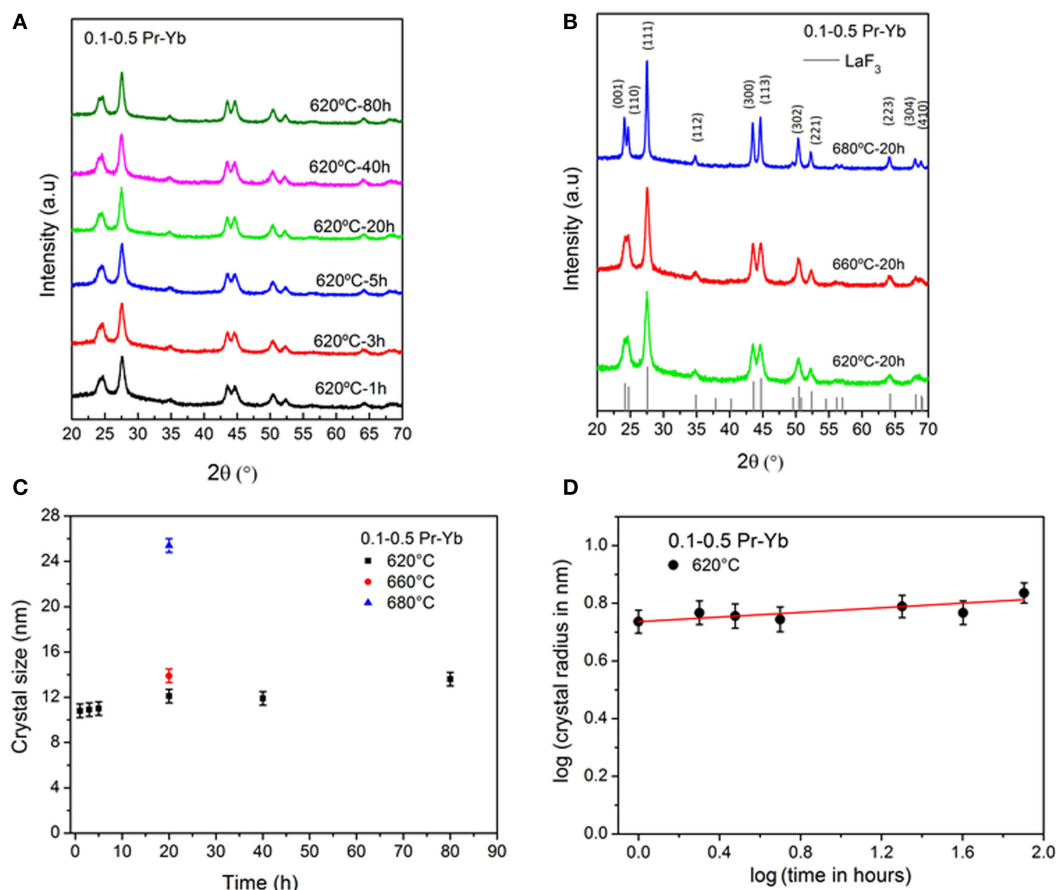 A
0.1-0.5 Pr-Yb
620ºC-80h
620ºC-40h
620ºC-20h
620ºC-5h
620ºC-3h
620ºC-1h
Intensity (a.u)
20 25 30 35 40 45 50 55 60 65 70
2θ (°)
B
0.1-0.5 Pr-Yb
LaF3
(001)
(110)
(111)
(112)
(300)
(113)
(302)
(221)
(223)
(304)
(410)
680ºC-20h
660ºC-20h
620ºC-20h
Intensity (a.u)
20 25 30 35 40 45 50 55 60 65 70
2θ (°)
C
28
24
20
16
12
8
4
0
Crystal size (nm)
0.1-0.5 Pr-Yb
620°C
660°C
680°C
0 10 20 30 40 50 60 70 80 90
Time (h)
D
1.0
0.8
0.6
0.4
0.2
0.0
log (crystal radius in nm)
0.1-0.5 Pr-Yb
620°C
0.0 0.4 0.8 1.2 1.6 2.0
log (time in hours)